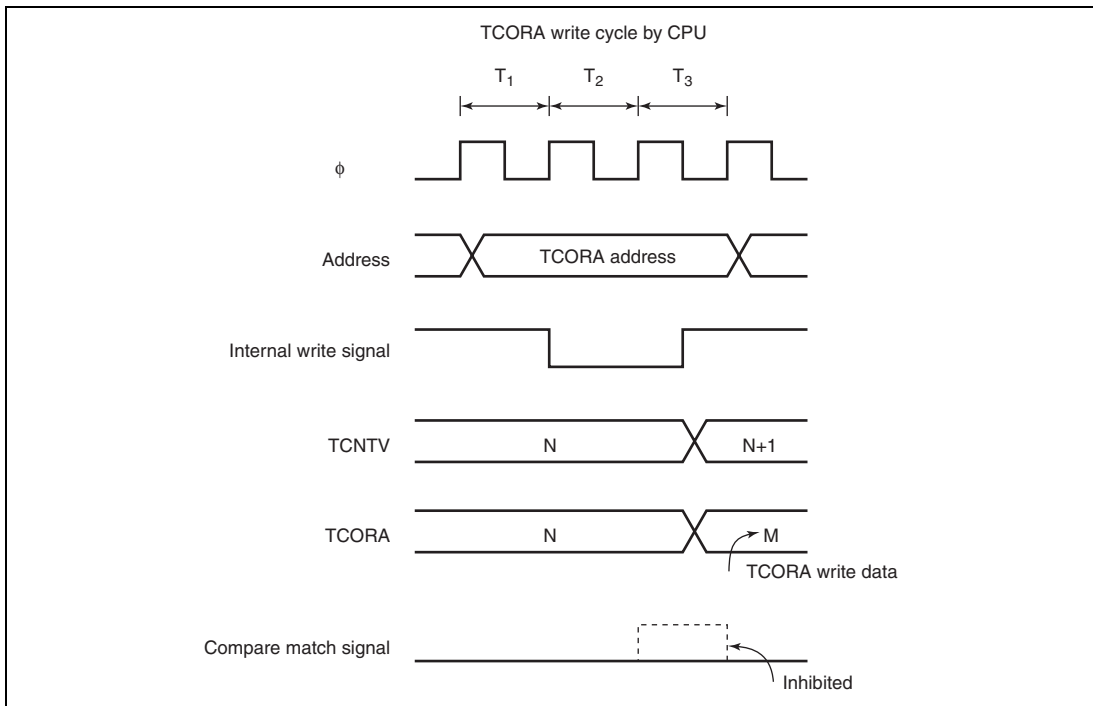 TCORA write cycle by CPU
T1 T2 T3
ϕ
Address TCORA address
Internal write signal
TCNTV N N+1
TCORA N M
TCORA write data
Compare match signal
Inhibited